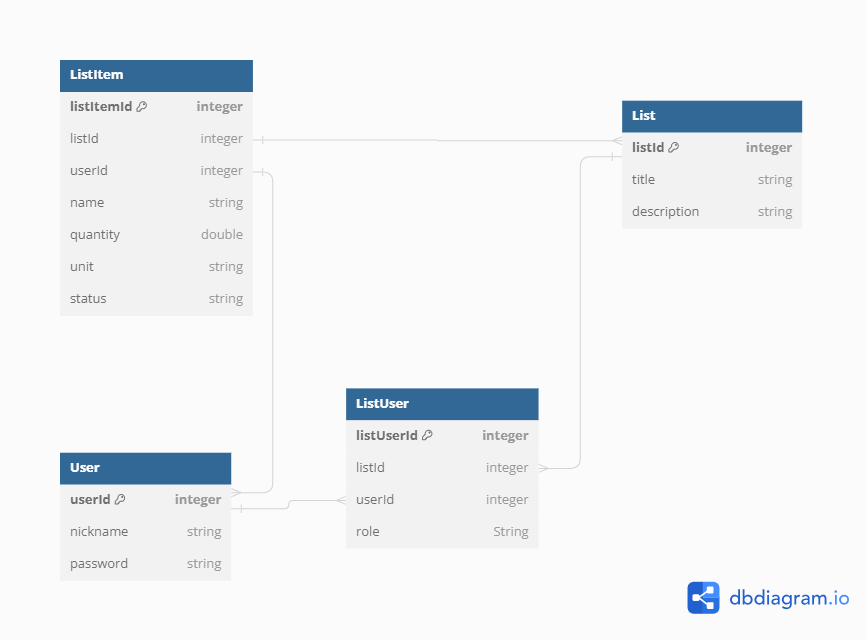 ListItem
listItemId integer
listId integer
userId integer
name string
quantity double
unit string
status string
List
listId integer
title string
description string
ListUser
listUserId integer
listId integer
userId integer
role String
User
userId integer
nickname string
password string
dbdiagram.io